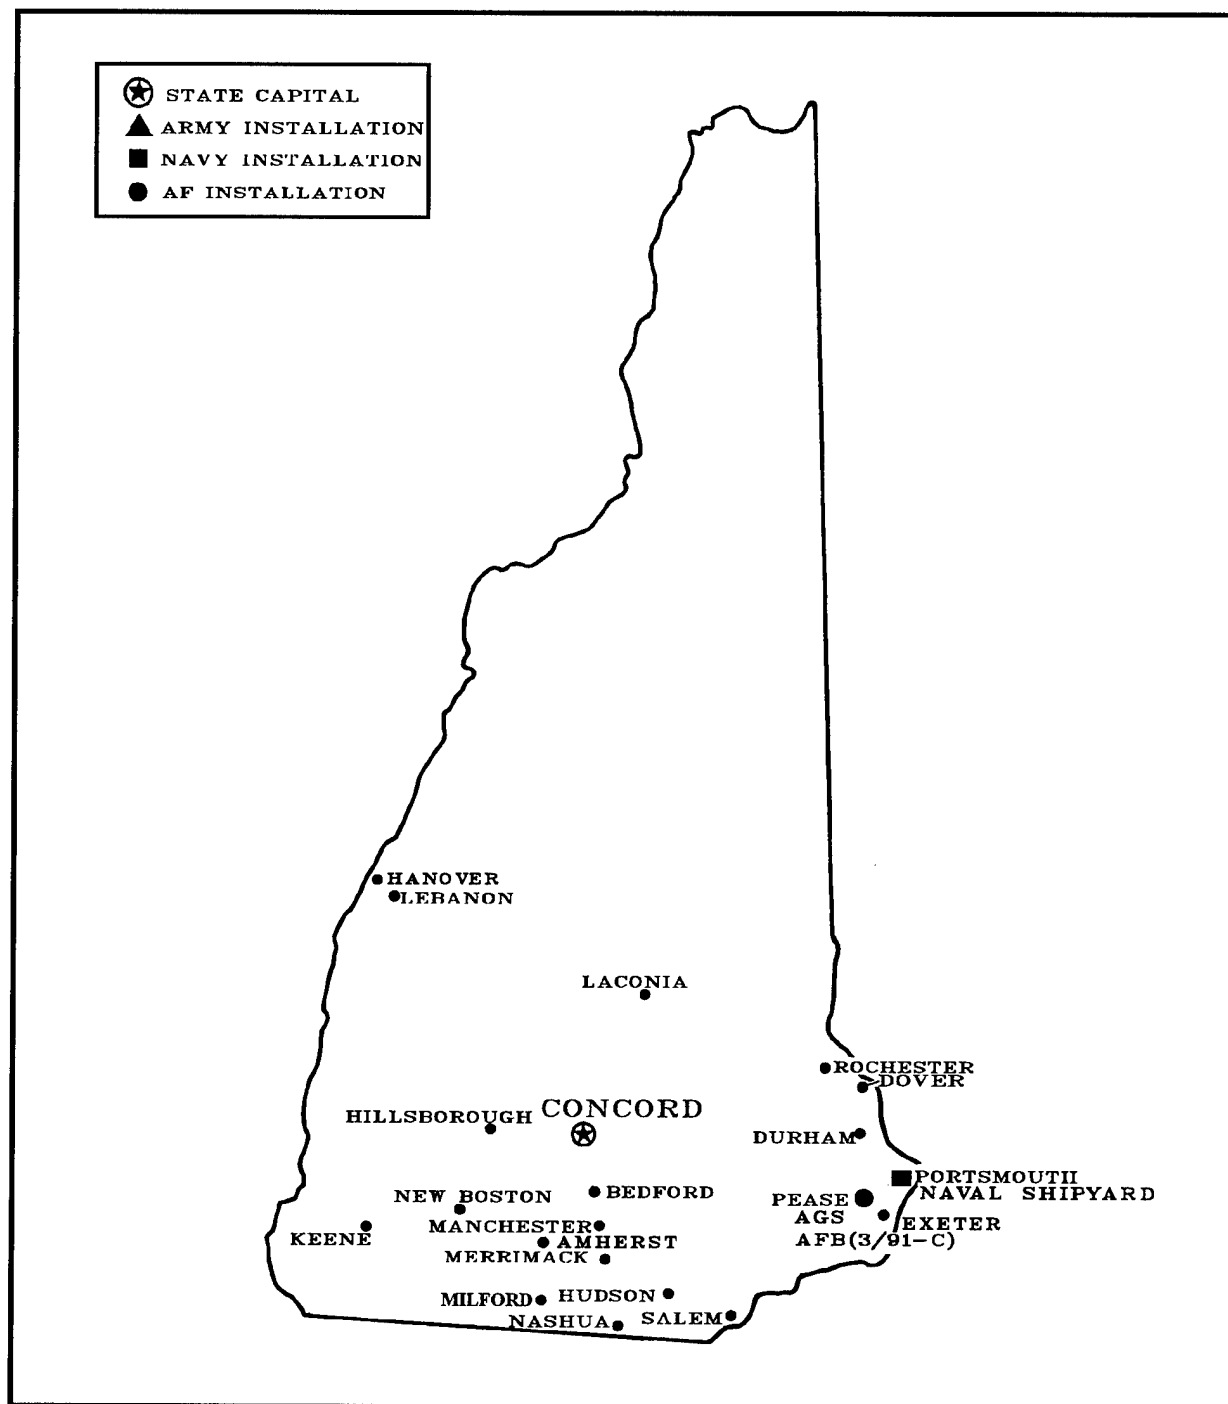 STATE CAPITAL
ARMY INSTALLATION
NAVY INSTALLATION
AF INSTALLATION
HANOVER
LEBANON
LACONIA
ROCHESTER
DOVER
HILLSBOROUGH
CONCORD
DURHAM
PORTSMOUTH
NAVAL SHIPYARD
NEW BOSTON
BEDFORD
PEASE
AGS
AFB(3/91-C)
EXETER
KEENE
MANCHESTER
AMHERST
MERRIMACK
MILFORD
HUDSON
NASHUA
SALEM